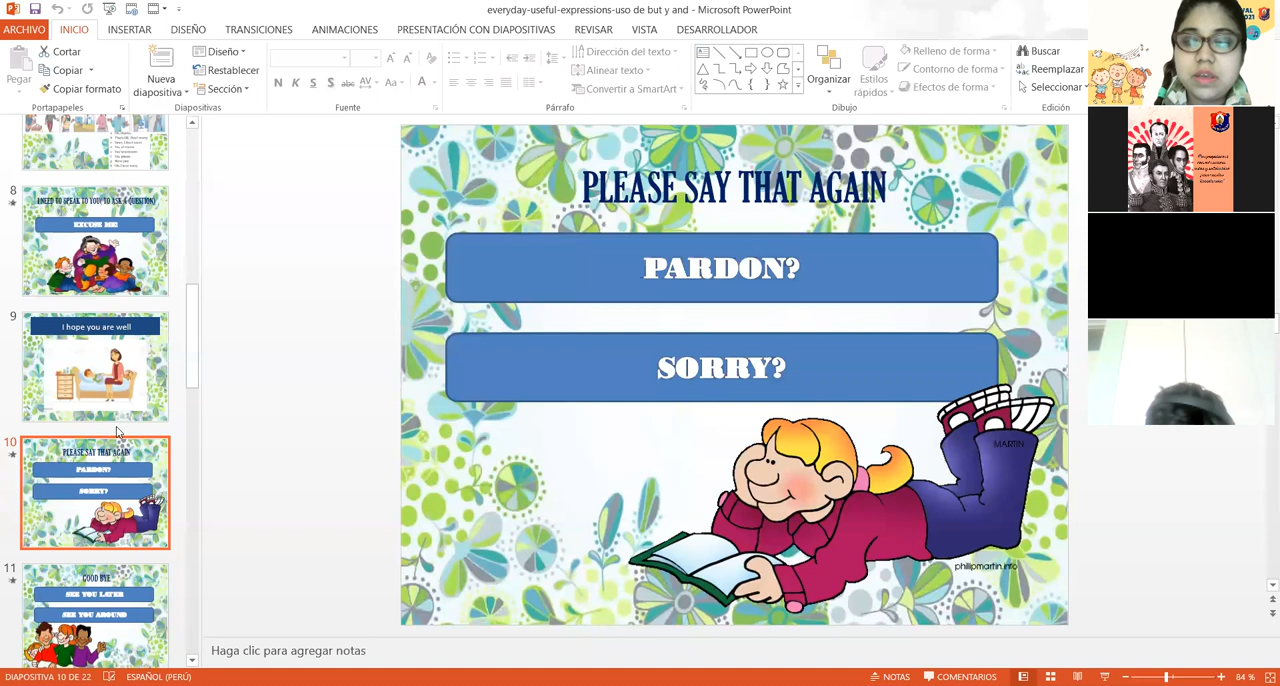 everyday-useful-expressions-uso de but y and - Microsoft PowerPoint
ARCHIVO INICIO INSERTAR DISEÑO TRANSICIONES ANIMACIONES PRESENTACIÓN CON DIAPOSITIVAS REVISAR VISTA DESARROLLADOR
Pegar
Cortar
Copiar
Copiar formato
Portapapeles
Nueva
diapositiva
Diseño
Restablecer
Sección
Diapositivas
N K S S abc AV Aa A
Fuente
Dirección del texto
Alinear texto
Convertir a SmartArt
Párrafo
Organizar
Estilos
rápidos
Relleno de forma
Contorno de forma
Efectos de forma
Dibujo
Buscar
Reemplazar
Seleccionar
Edición
8
I NEED TO SPEAK TO YOU( TO ASK A QUESTION)
EXCUSE ME!
9
I hope you are well
10
PLEASE SAY THAT AGAIN
PARDON?
SORRY?
11
GOOD BYE
SEE YOU LATER
SEE YOU AROUND
PLEASE SAY THAT AGAIN
PARDON?
SORRY?
MARTIN
philipmartin.info
Haga clic para agregar notas
DIAPOSITIVA 10 DE 22 ESPAÑOL (PERÚ) NOTAS COMENTARIOS 84 %